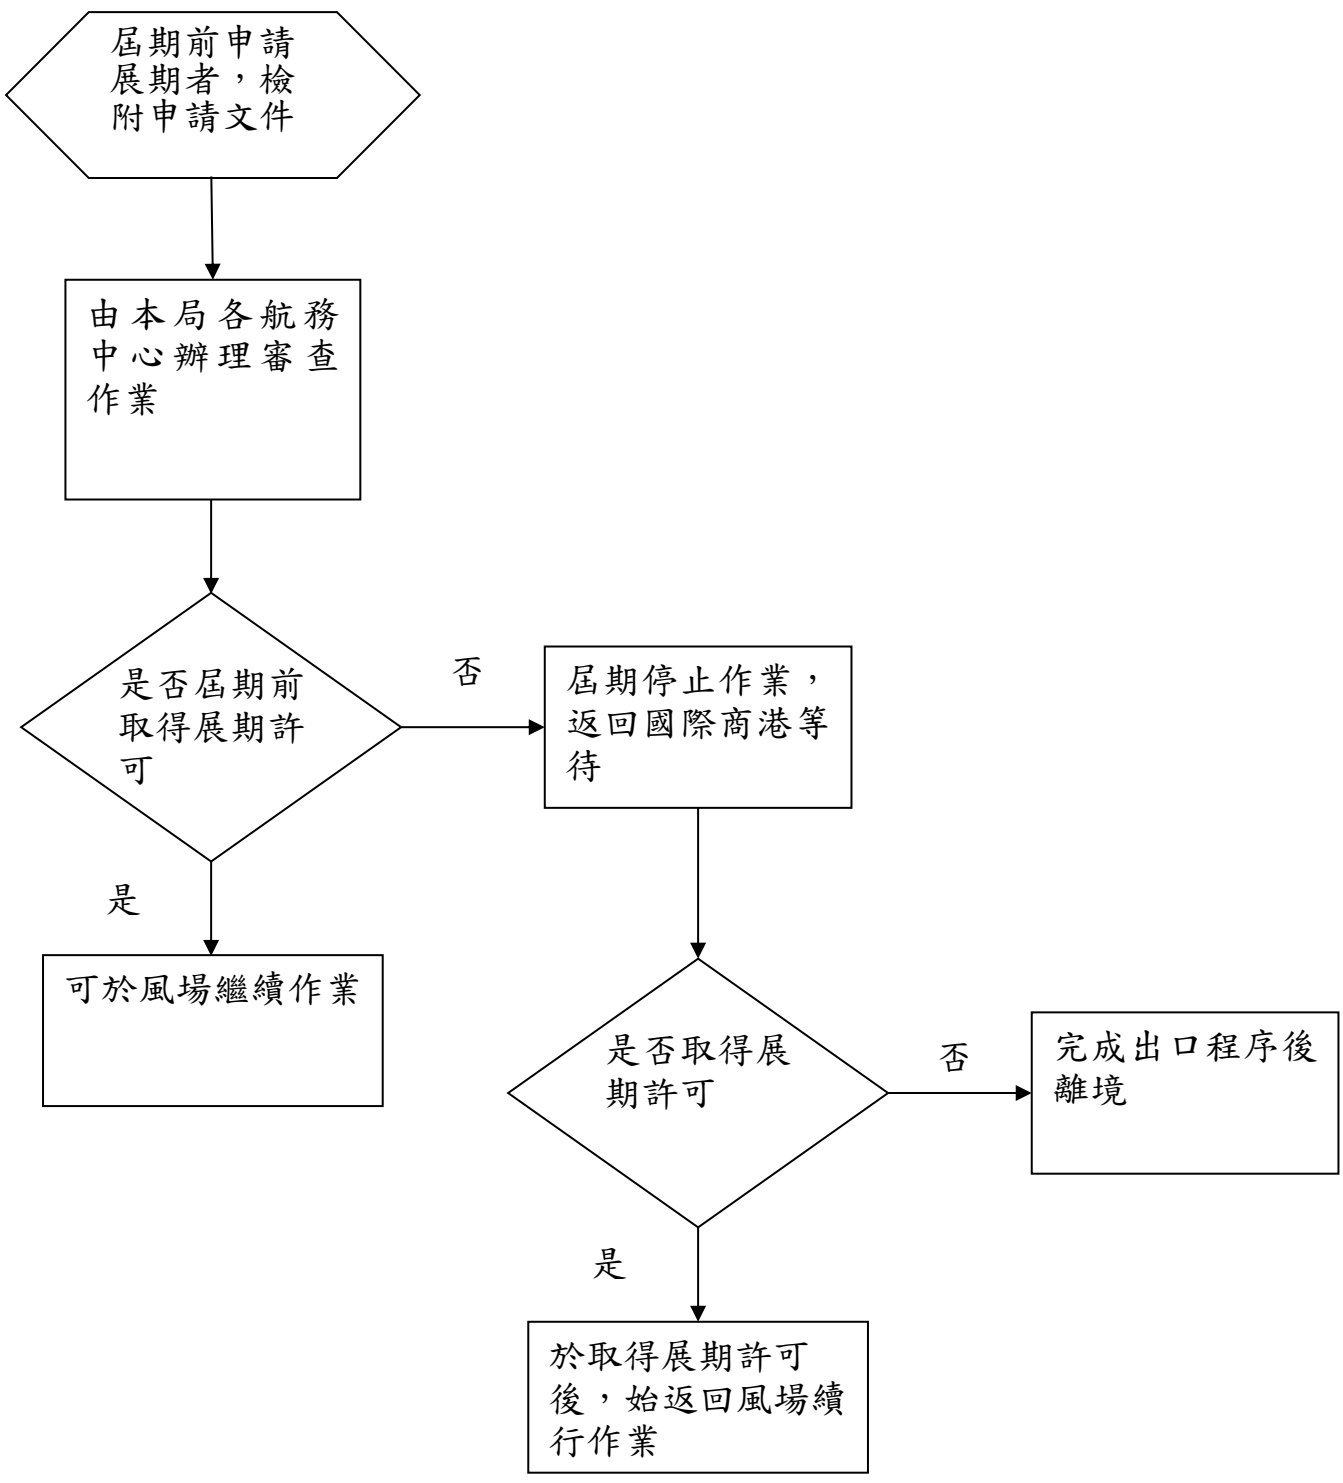 屆期前申請
展期者，檢
附申請文件
由本局各航務
中心辦理審查
作業
是否屆期前
取得展期許
可
否
屆期停止作業，
返回國際商港等
待
是
可於風場繼續作業
是否取得展
期許可
否
完成出口程序後
離境
是
於取得展期許可
後，始返回風場續
行作業